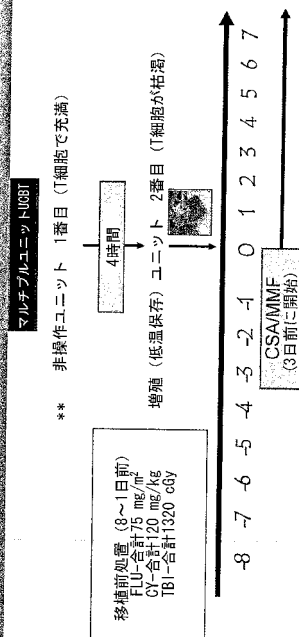 マルチプルユニットUCBT
** 非操作ユニット 1番目 (T細胞で充満)
4時間
増殖 (低温保存) ユニット 2番目 (T細胞が枯渇)
移植前処置 (8～1日前)
FLU-合計75 mg/m²
CY-合計120 mg/kg
TBI-合計1320 cGy
-8 -7 -6 -5 -4 -3 -2 -1 0 1 2 3 4 5 6 7
CSA/MMF
(3日前に開始)